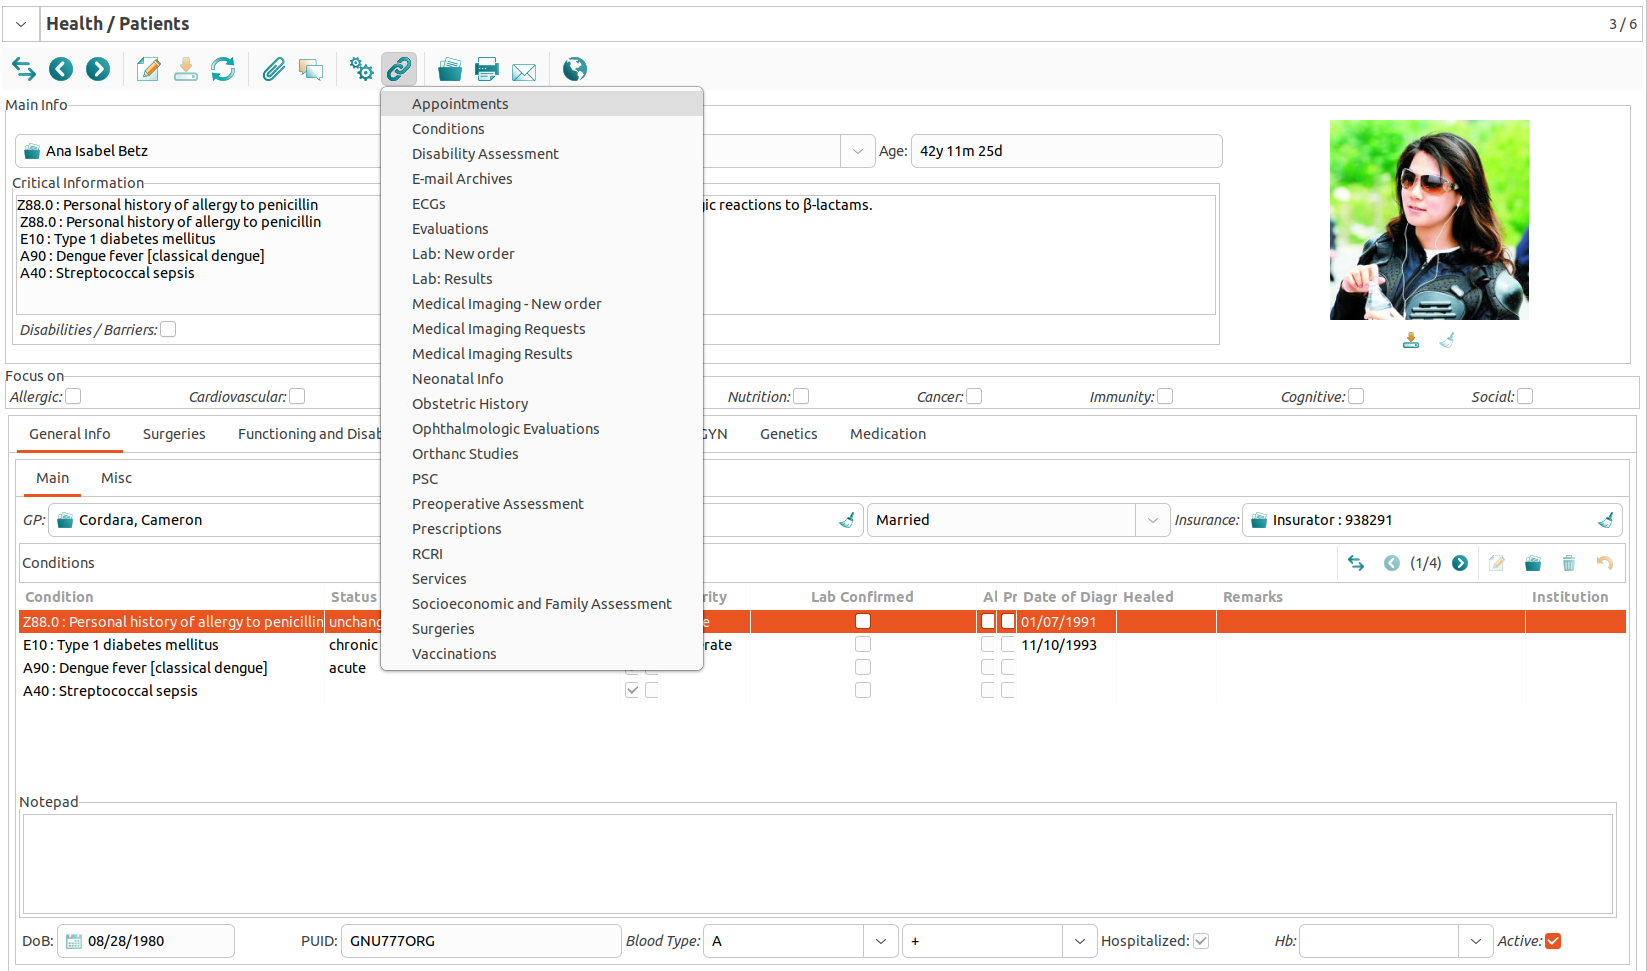 Health / Patients
3 / 6
Main Info
Ana Isabel Betz
Age: 42y 11m 25d
Critical Information
Z88.0 : Personal history of allergy to penicillin
Z88.0 : Personal history of allergy to penicillin
E10 : Type 1 diabetes mellitus
A90 : Dengue fever [classical dengue]
A40 : Streptococcal sepsis
reactions to β-lactams.
Disabilities / Barriers:
Appointments
Conditions
Disability Assessment
E-mail Archives
ECGs
Evaluations
Lab: New order
Lab: Results
Medical Imaging - New order
Medical Imaging Requests
Medical Imaging Results
Neonatal Info
Obstetric History
Ophthalmologic Evaluations
Orthanc Studies
PSC
Preoperative Assessment
Prescriptions
RCRI
Services
Socioeconomic and Family Assessment
Surgeries
Vaccinations
Focus on
Allergic: Cardiovascular: Nutrition: Cancer: Immunity: Cognitive: Social:
General Info Surgeries Functioning and Disab GYN Genetics Medication
Main Misc
GP: Cordara, Cameron Married Insurance: Insurator : 938291
Conditions (1/4)
Condition Status rity Lab Confirmed Al Pr Date of Diagr Healed Remarks Institution
Z88.0 : Personal history of allergy to penicillin unchang e 01/07/1991
E10 : Type 1 diabetes mellitus chronic rate 11/10/1993
A90 : Dengue fever [classical dengue] acute
A40 : Streptococcal sepsis
Notepad
DoB: 08/28/1980 PUID: GNU777ORG Blood Type: A + Hospitalized: Hb: Active: